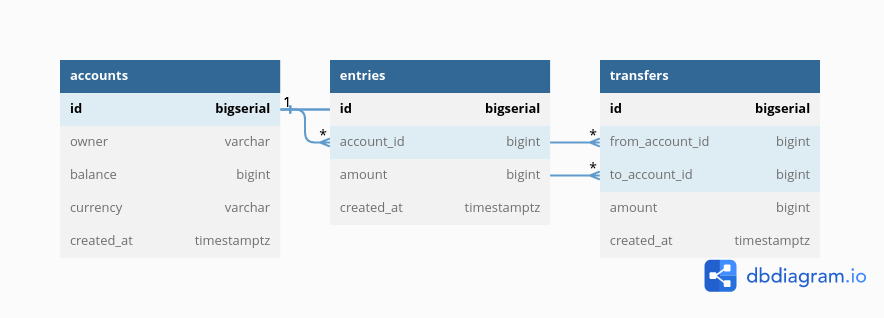 accounts
id bigserial
owner varchar
balance bigint
currency varchar
created_at timestamptz
1
*
entries
id bigserial
account_id bigint
amount bigint
created_at timestamptz
*
*
transfers
id bigserial
from_account_id bigint
to_account_id bigint
amount bigint
created_at timestamptz
dbdiagram.io